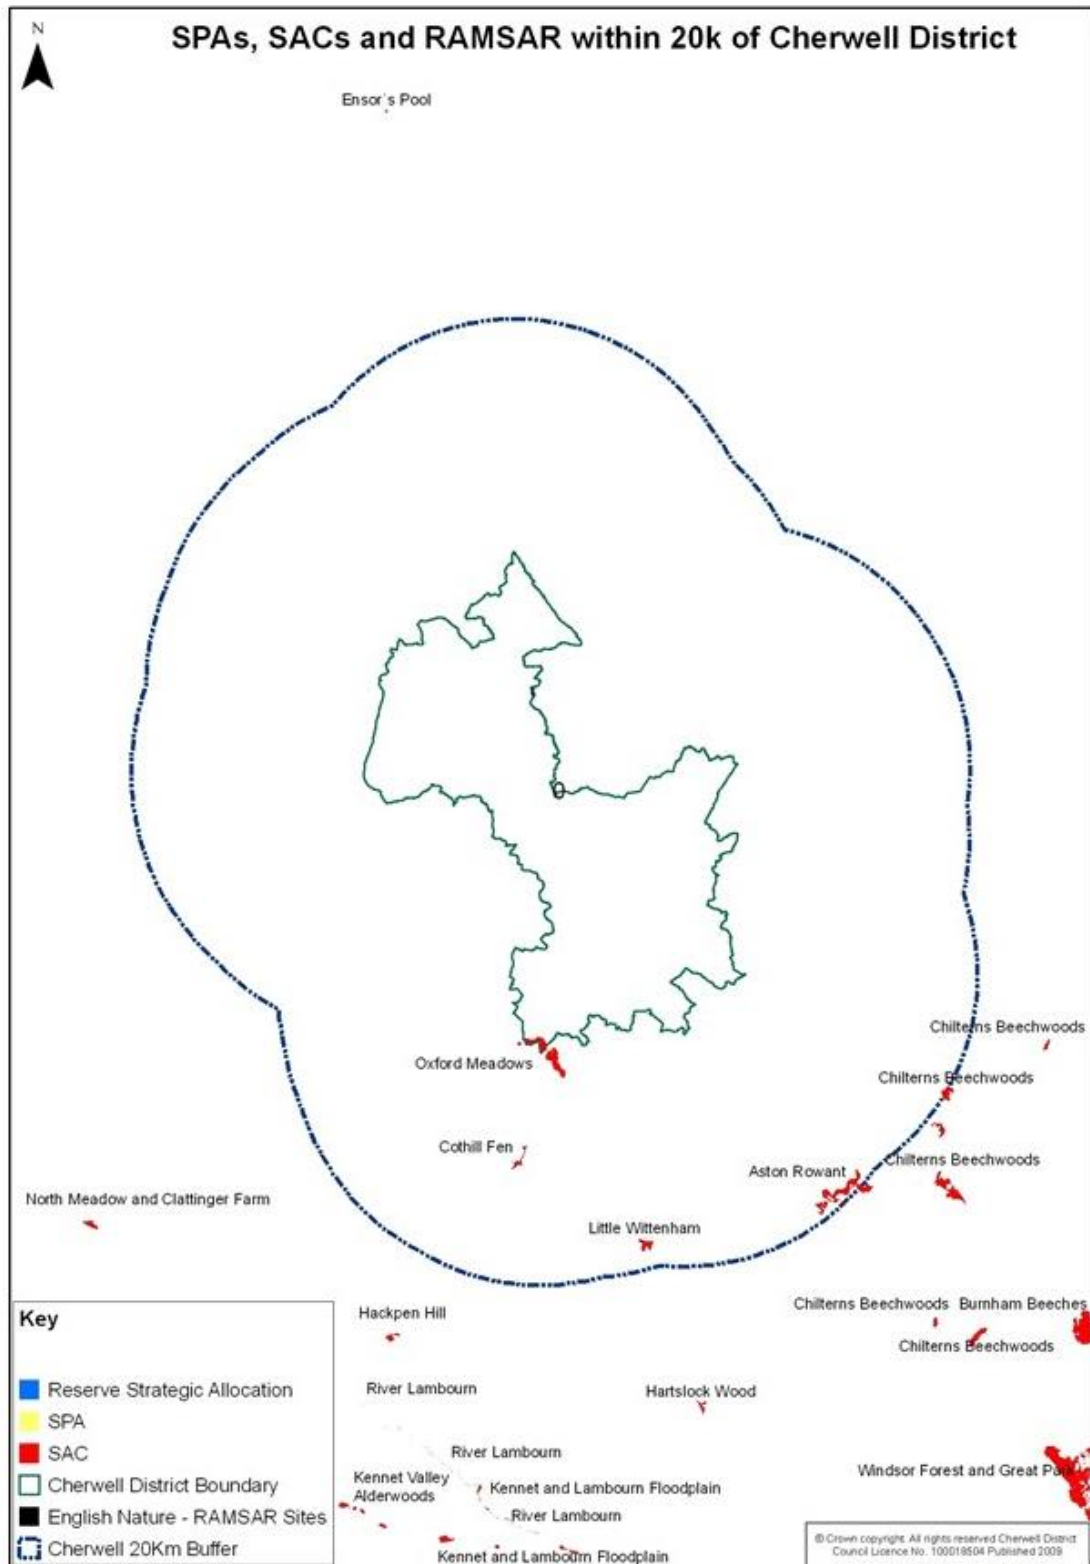 N
SPAs, SACs and RAMSAR within 20k of Cherwell District
Ensor`s Pool
Chilterns Beechwoods
Oxford Meadows
Chilterns Beechwoods
Cothill Fen
Chilterns Beechwoods
Aston Rowant
North Meadow and Clattinger Farm
Little Wittenham
Chilterns Beechwoods
Burnham Beeches
Hackpen Hill
Chilterns Beechwoods
River Lambourn
Hartslock Wood
River Lambourn
Windsor Forest and Great Park
Kennet Valley
Alderwoods
Kennet and Lambourn Floodplain
River Lambourn
Kennet and Lambourn Floodplain
Key
Reserve Strategic Allocation
SPA
SAC
Cherwell District Boundary
English Nature - RAMSAR Sites
Cherwell 20Km Buffer
© Crown copyright. All rights reserved Cherwell District
Council Licence No. 100018504 Published 2009